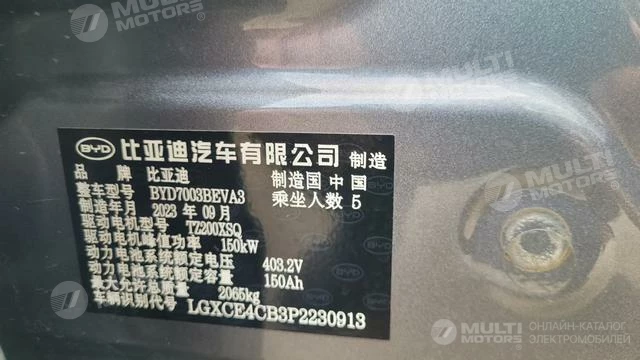 MULTI MOTORS
MULTI MOTORS
BYD 比亚迪汽车有限公司 制造
品 牌 比亚迪 制造国 中国
整车型号 BYD7003BEVA3 乘坐人数 5
制造年月 2023 年 09 月
驱动电机型号 TZ200XSQ
驱动电机峰值功率 150kW
动力电池系统额定电压 403.2V
动力电池系统额定容量 150Ah
最大允许总质量 2065kg
车辆识别代号 LGXCE4CB3P2230913
MULTI MOTORS
ОНЛАЙН-КАТАЛОГ ЭЛЕКТРОМОБИЛЕЙ